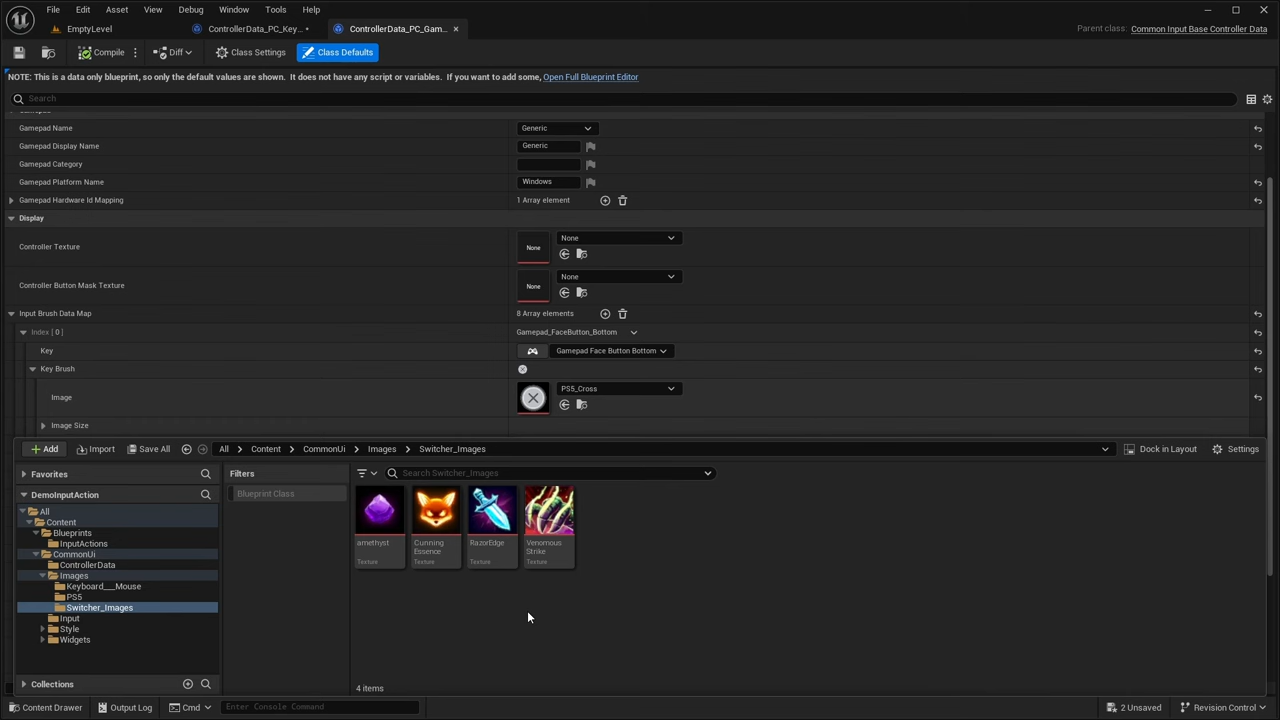 File Edit Asset View Debug Window Tools Help
EmptyLevel
ControllerData_PC_Key... •
ControllerData_PC_Gam...
Parent class: Common Input Base Controller Data
Compile
Diff
Class Settings
Class Defaults
NOTE: This is a data only blueprint, so only the default values are shown. It does not have any script or variables. If you want to add some, Open Full Blueprint Editor
Search
Gamepad Name
Generic
Gamepad Display Name
Generic
Gamepad Category
Gamepad Platform Name
Windows
Gamepad Hardware Id Mapping
1 Array element
Display
Controller Texture
None
None
Controller Button Mask Texture
None
None
Input Brush Data Map
8 Array elements
Index [ 0 ]
Gamepad_FaceButton_Bottom
Key
Gamepad Face Button Bottom
Key Brush
Image
PS5_Cross
Image Size
Add
Import
Save All
All > Content > CommonUi > Images > Switcher_Images
Dock in Layout
Settings
Favorites
DemoInputAction
All
Content
Blueprints
InputActions
CommonUi
ControllerData
Images
Keyboard___Mouse
PS5
Switcher_Images
Input
Style
Widgets
Collections
Filters
Blueprint Class
Search Switcher_Images
amethyst
Texture
Cunning
Essence
Texture
RazorEdge
Texture
Venomous
Strike
Texture
4 items
Content Drawer
Output Log
Cmd
Enter Console Command
2 Unsaved
Revision Control